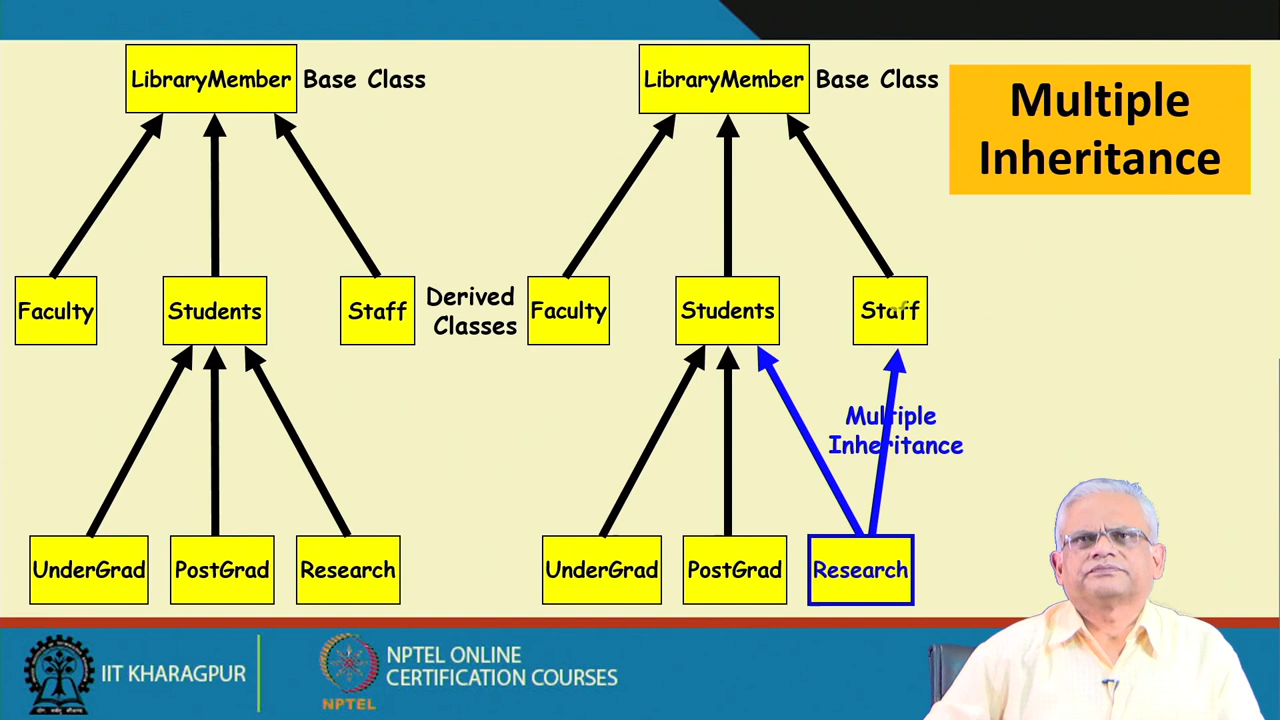 LibraryMember Base Class
Faculty
Students
Staff
Derived
Classes
UnderGrad
PostGrad
Research
LibraryMember Base Class
Faculty
Students
Staff
Multiple
Inheritance
UnderGrad
PostGrad
Research
Multiple
Inheritance
IIT KHARAGPUR
NPTEL
NPTEL ONLINE
CERTIFICATION COURSES